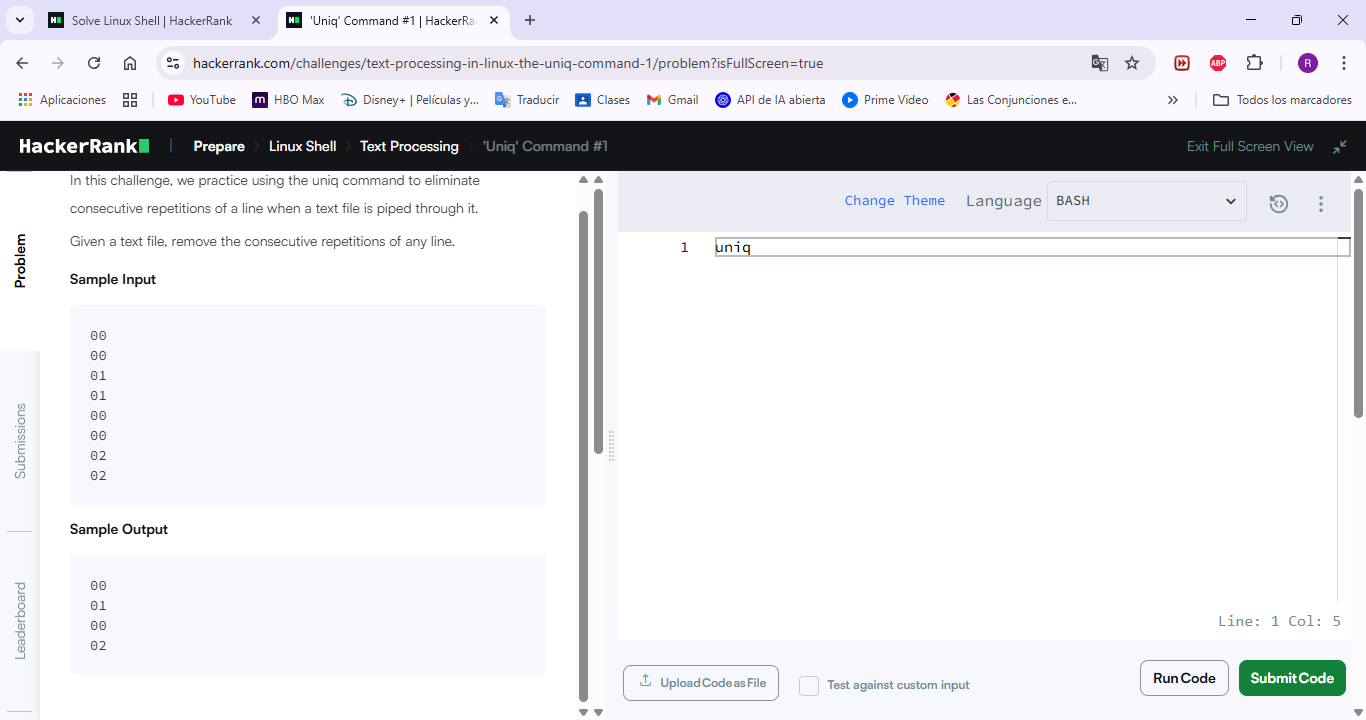 Solve Linux Shell | HackerRank
'Uniq' Command #1 | HackerRa
hackerrank.com/challenges/text-processing-in-linux-the-uniq-command-1/problem?isFullScreen=true
ABP
R
Aplicaciones
YouTube
HBO Max
Disney+ | Películas y...
Traducir
Clases
Gmail
API de IA abierta
Prime Video
Las Conjunciones e...
Todos los marcadores
HackerRank
Prepare
Linux Shell
Text Processing
'Uniq' Command #1
Exit Full Screen View
Problem
Submissions
Leaderboard
In this challenge, we practice using the uniq command to eliminate
consecutive repetitions of a line when a text file is piped through it.
Given a text file, remove the consecutive repetitions of any line.
Sample Input
00
00
01
01
00
00
02
02
Sample Output
00
01
00
02
Change Theme
Language
BASH
1
uniq
Line: 1 Col: 5
Upload Code as File
Test against custom input
Run Code
Submit Code